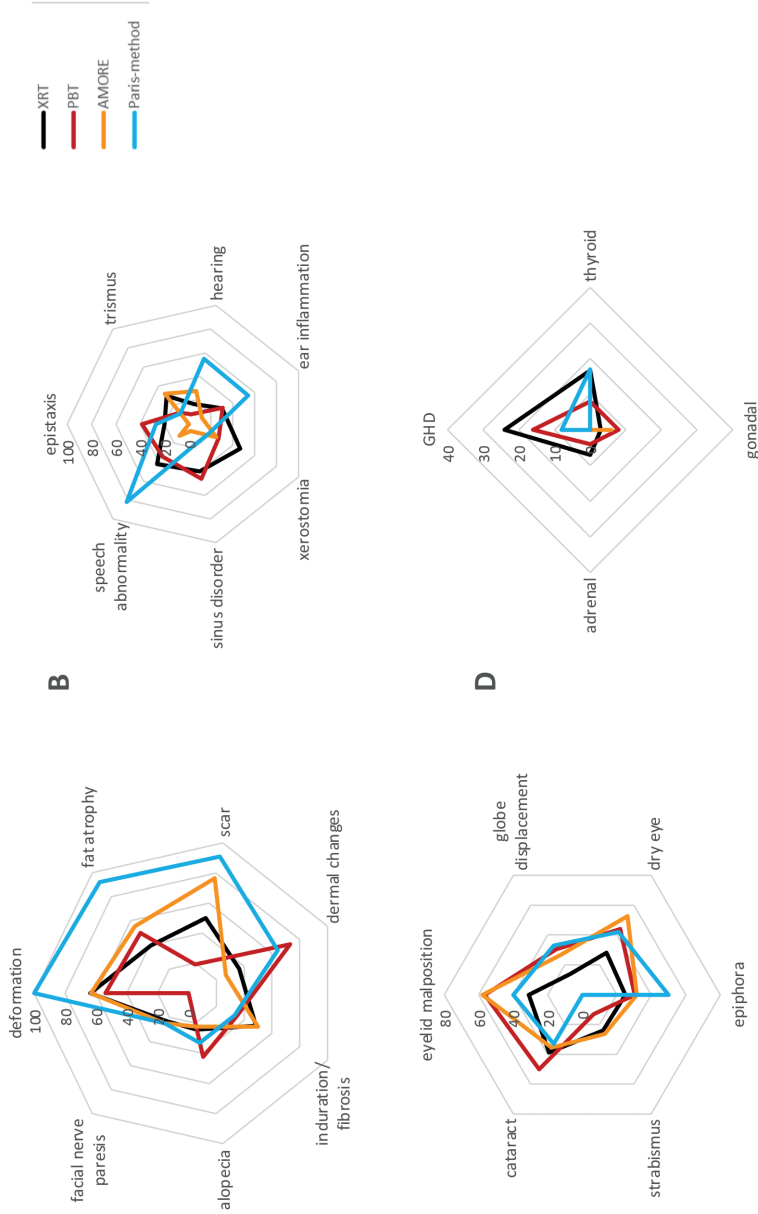 deformation
100
80
60
40
0
fat atrophy
scar
dermal changes
induration/
fibrosis
alopecia
facial nerve
paresis
B
epistaxis
100
80
60
40
20
0
trismus
hearing
ear inflammation
xerostomia
sinus disorder
speech
abnormality
XRT
PBT
AMORE
Paris-method
eyelid malposition
80
60
40
20
0
globe
displacement
dry eye
epiphora
strabismus
cataract
D
GHD
40
30
20
10
0
thyroid
gonadal
adrenal